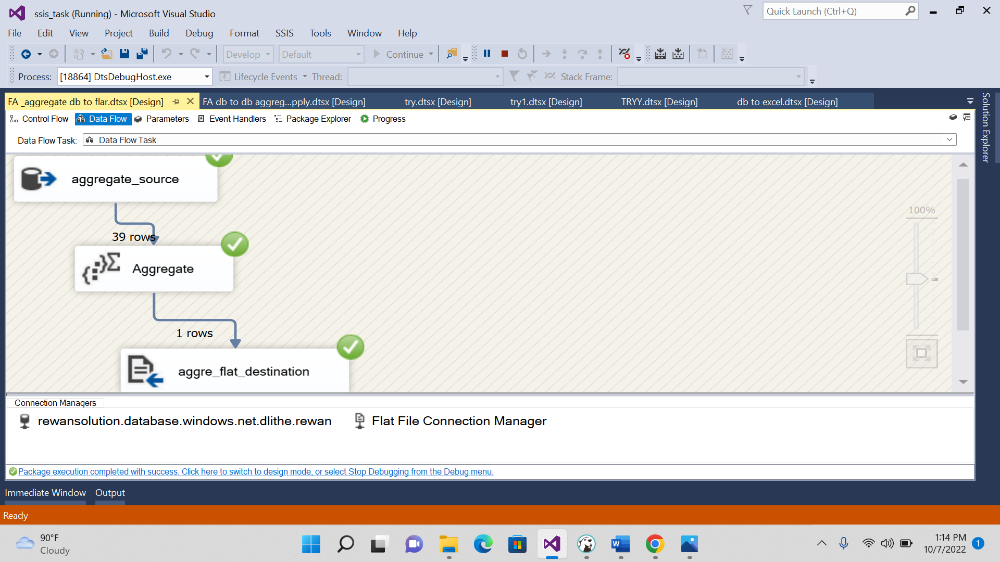 ssis_task (Running) - Microsoft Visual Studio
Quick Launch (Ctrl+Q)
File Edit View Project Build Debug Format SSIS Tools Window Help
Develop Default Continue
Process: [18864] DtsDebugHost.exe Lifecycle Events Thread: Stack Frame:
FA _aggregate db to flar.dtsx [Design] FA db to db aggreg...pply.dtsx [Design] try.dtsx [Design] try1.dtsx [Design] TRYY.dtsx [Design] db to excel.dtsx [Design]
Solution Explorer
Control Flow Data Flow Parameters Event Handlers Package Explorer Progress
Data Flow Task: Data Flow Task
aggregate_source
100%
39 rows
Aggregate
1 rows
aggre_flat_destination
Connection Managers
rewansolution.database.windows.net.dlithe.rewan Flat File Connection Manager
Package execution completed with success. Click here to switch to design mode, or select Stop Debugging from the Debug menu.
Immediate Window Output
Ready
90°F
Cloudy
1:14 PM
10/7/2022
1